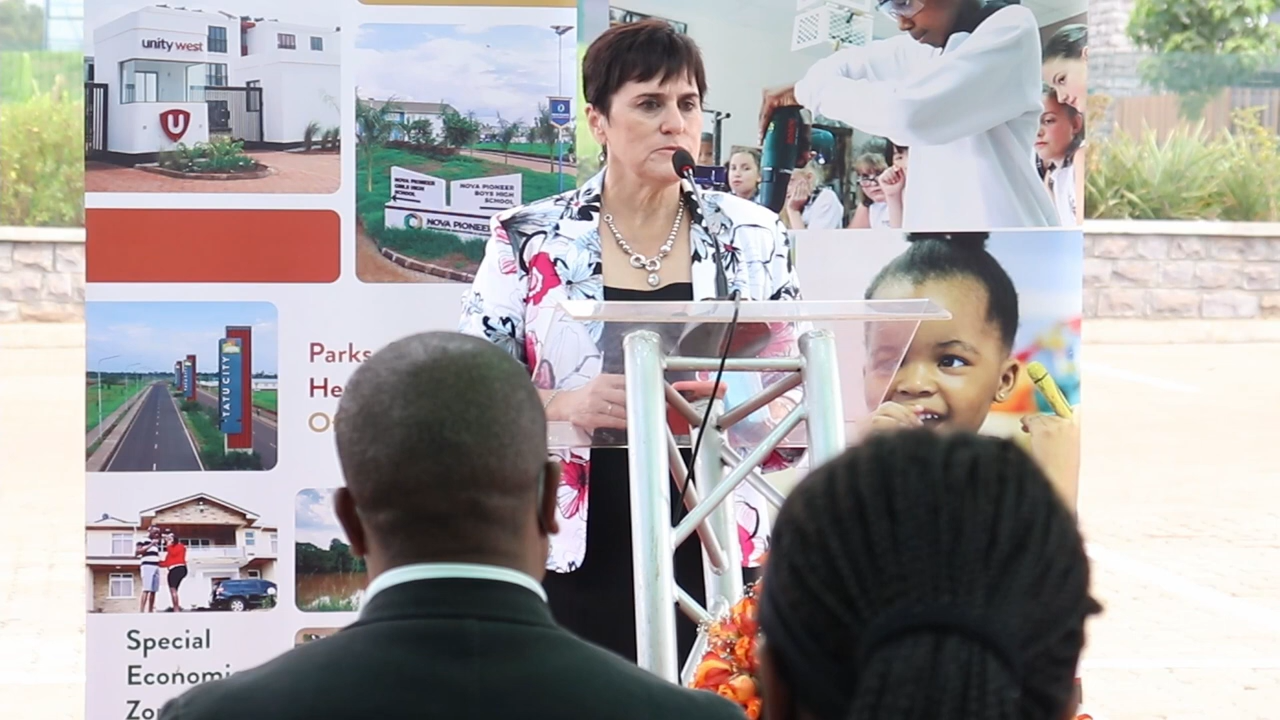 unity west
U
NOVA PIONEER
GIRLS HIGH
SCHOOL
NOVA PIONEER
BOYS HIGH
SCHOOL
NOVA PIONEE
TATU CITY
Parks
He
O
Special
Economi
Zo